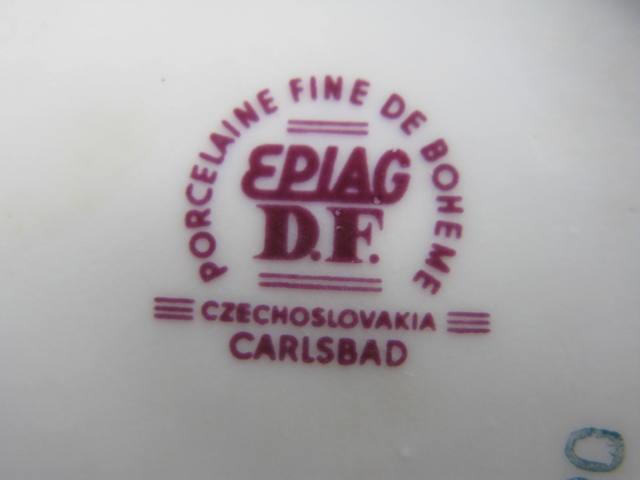 PORCELAINE FINE DE BOHEME
EPIAG
D.F.
CZECHOSLOVAKIA
CARLSBAD